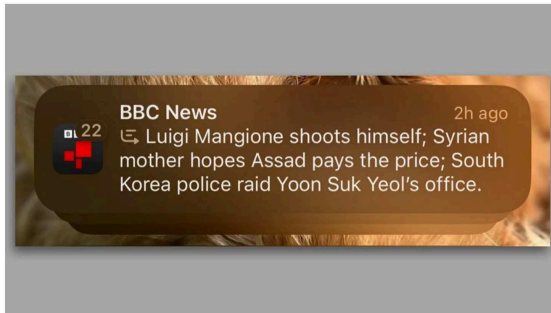 BBC News
2h ago
22
Luigi Mangione shoots himself; Syrian
mother hopes Assad pays the price; South
Korea police raid Yoon Suk Yeol's office.